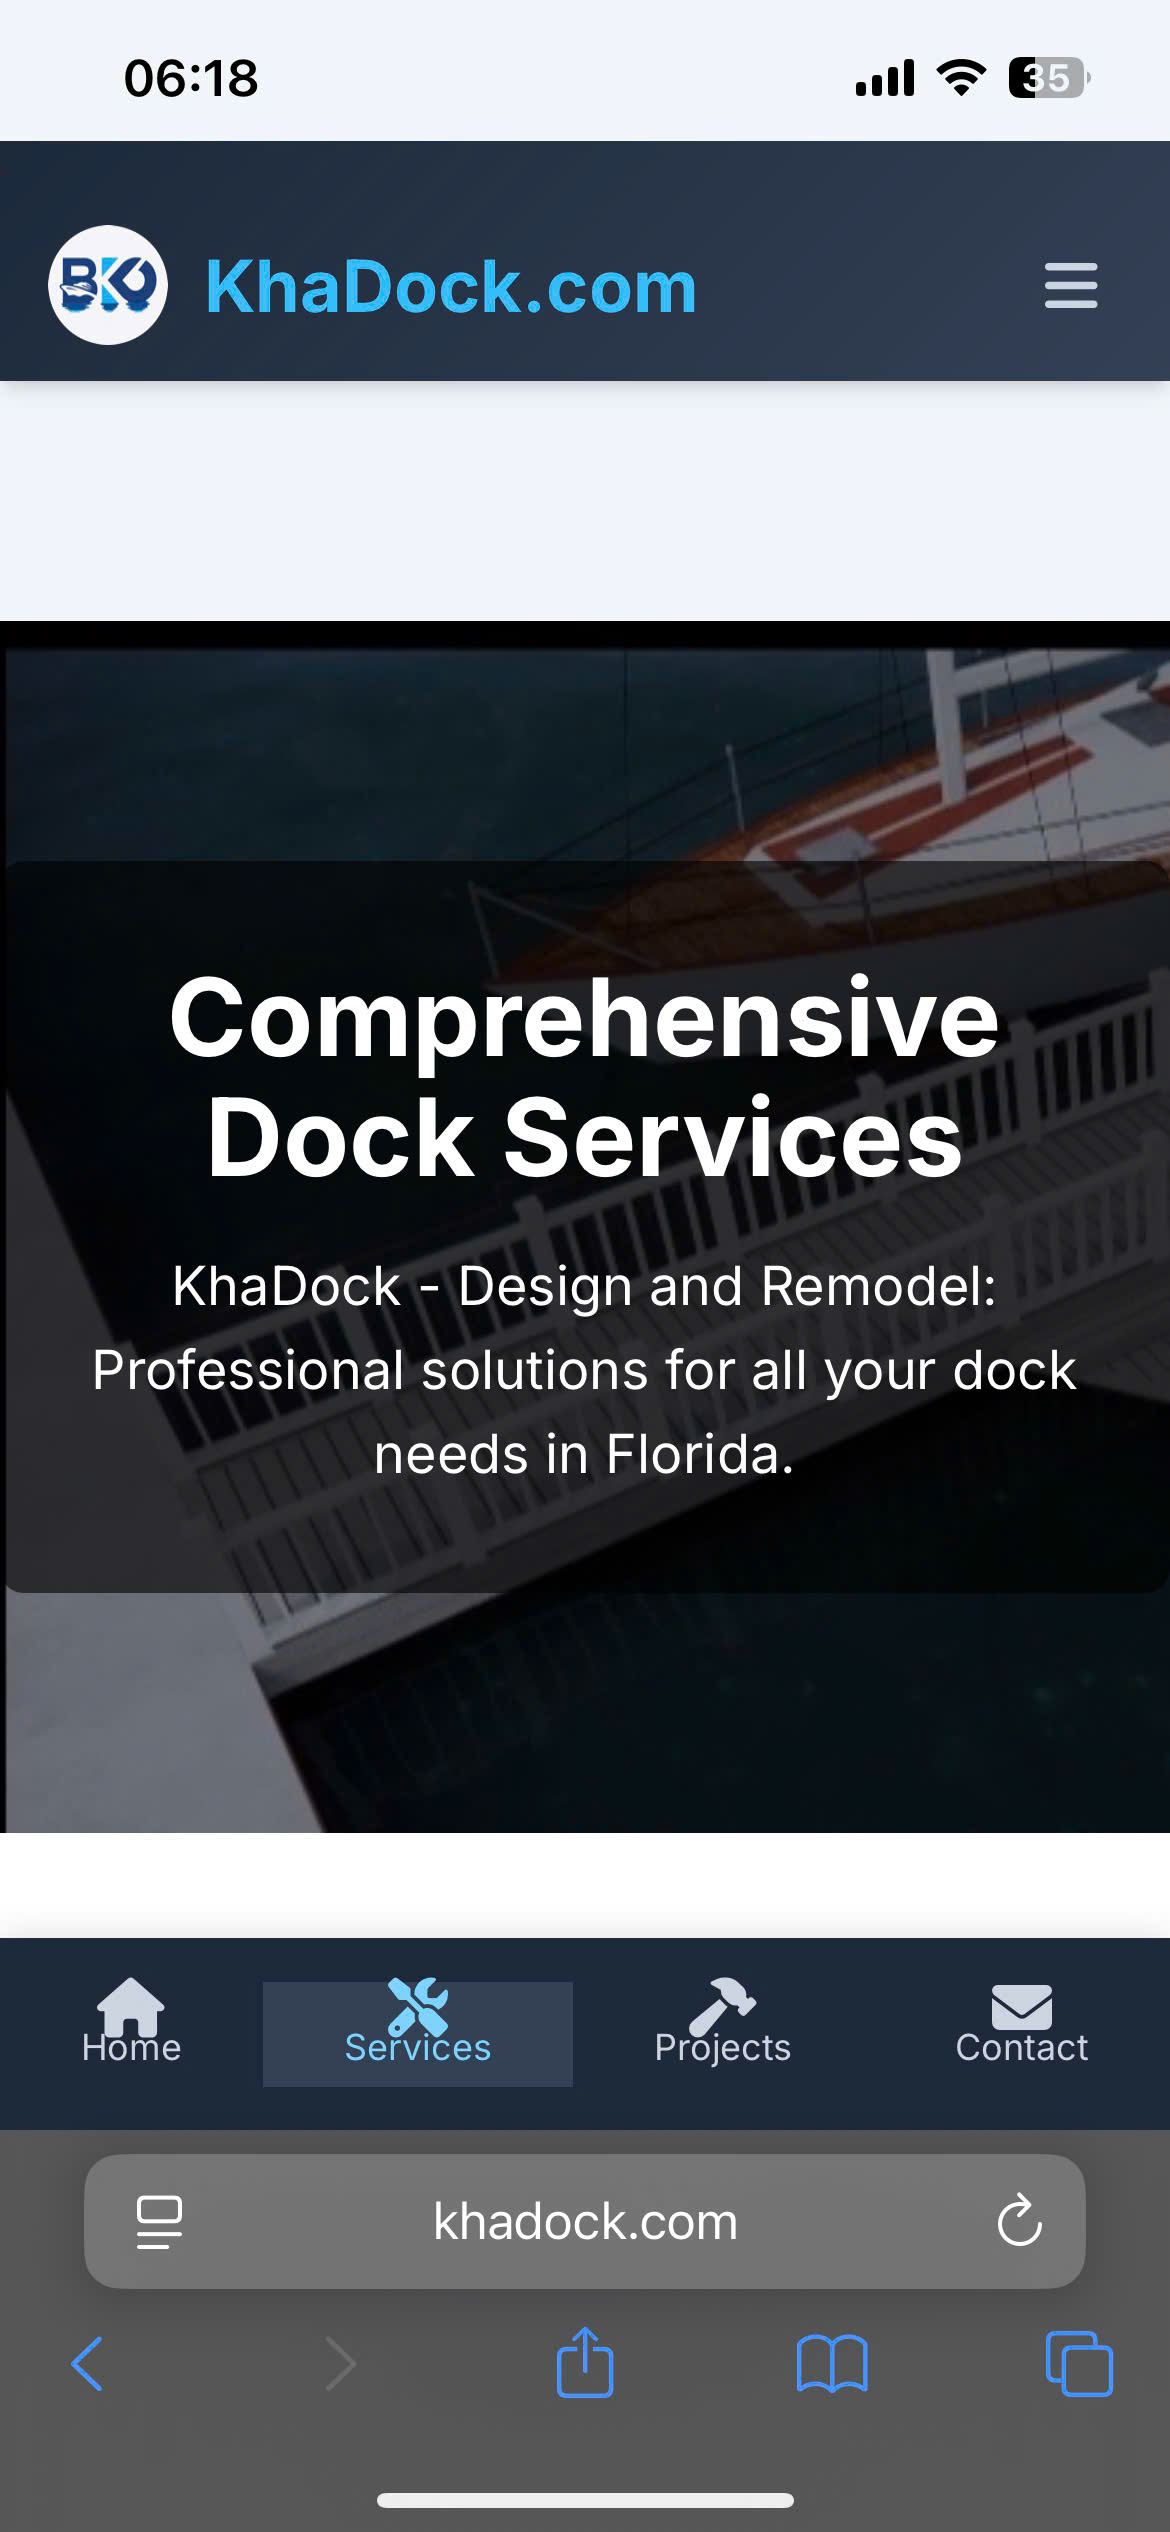 06:18
35
BKD
KhaDock.com
Comprehensive
Dock Services
KhaDock - Design and Remodel:
Professional solutions for all your dock
needs in Florida.
Home
Services
Projects
Contact
khadock.com